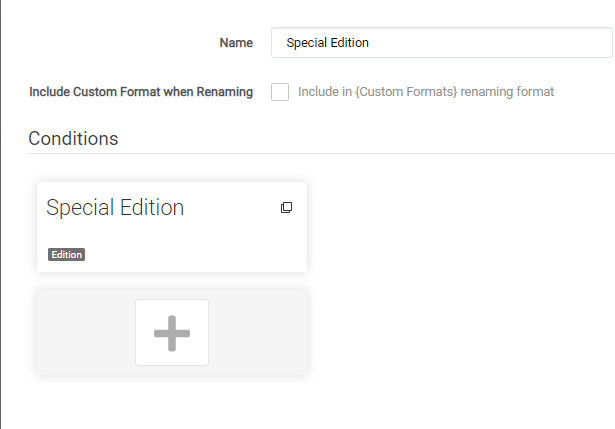 Name
Special Edition
Include Custom Format when Renaming
Include in {Custom Formats} renaming format
Conditions
Special Edition
Edition